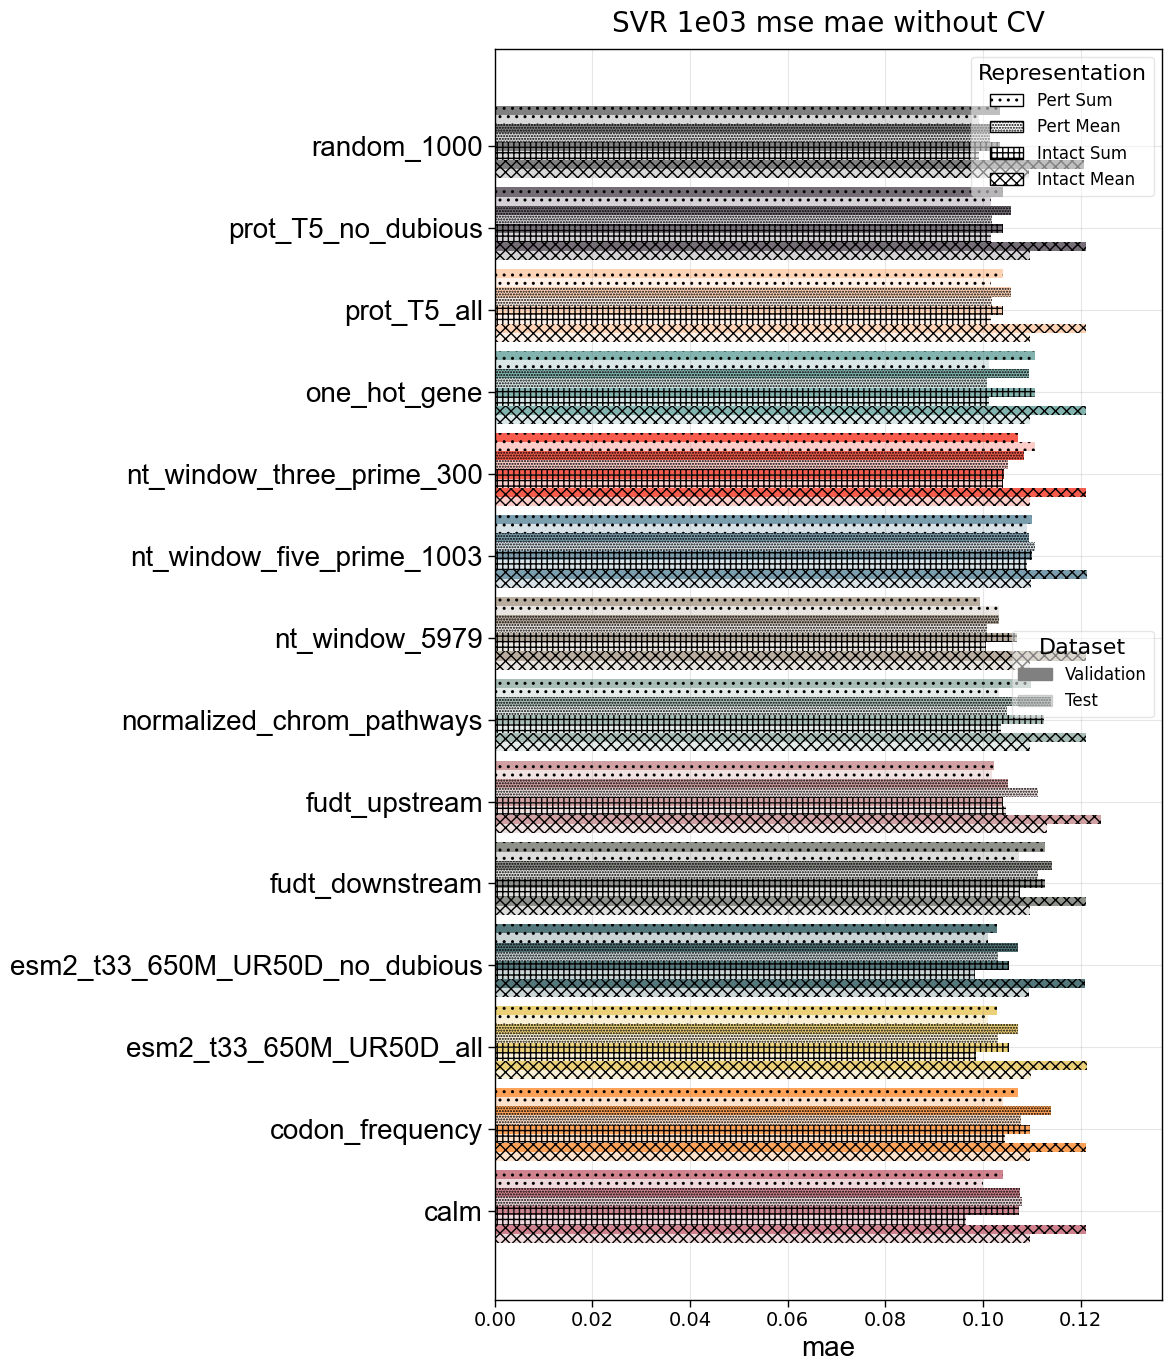 SVR 1e03 mse mae without CV
Representation
Pert Sum
Pert Mean
Intact Sum
Intact Mean
random_1000
prot_T5_no_dubious
prot_T5_all
one_hot_gene
nt_window_three_prime_300
nt_window_five_prime_1003
nt_window_5979
Dataset
Validation
Test
normalized_chrom_pathways
fudt_upstream
fudt_downstream
esm2_t33_650M_UR50D_no_dubious
esm2_t33_650M_UR50D_all
codon_frequency
calm
0.00 0.02 0.04 0.06 0.08 0.10 0.12
mae